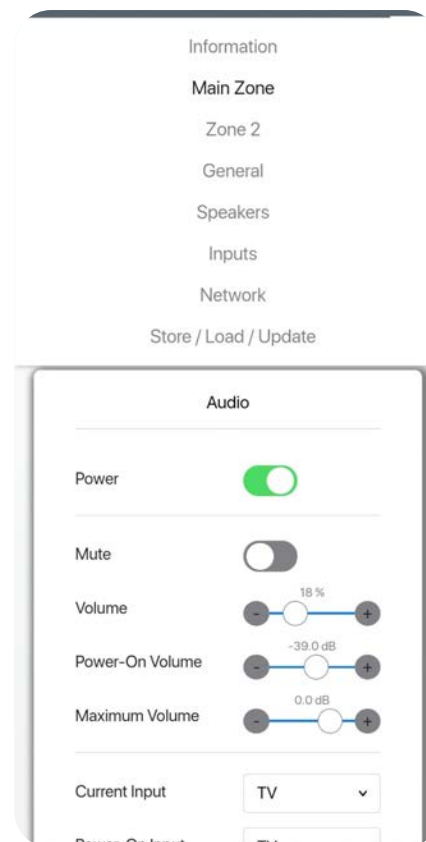 Information
Main Zone
Zone 2
General
Speakers
Inputs
Network
Store / Load / Update
Audio
Power
Mute
18 %
Volume
-
+
-39.0 dB
Power-On Volume
-
+
0.0 dB
Maximum Volume
-
+
Current Input
TV